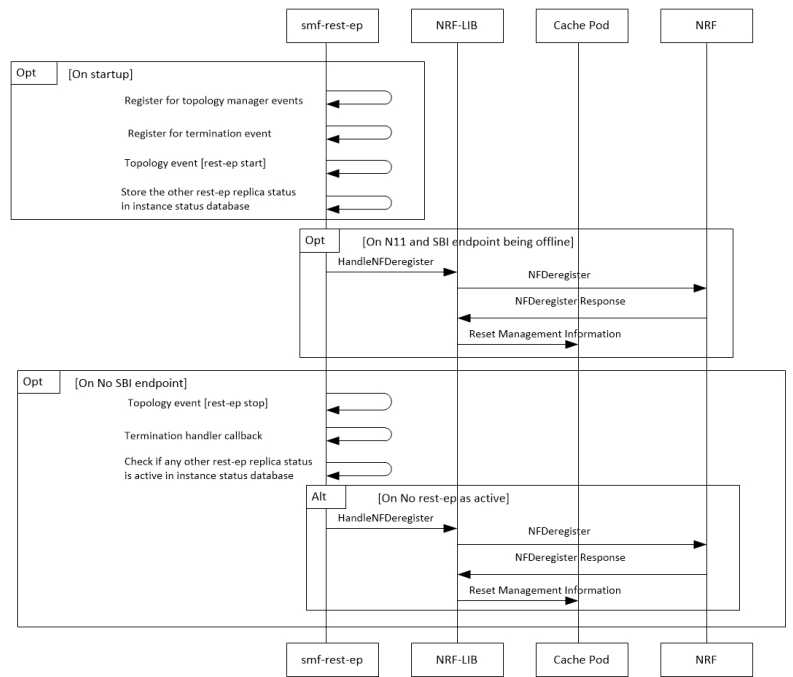 smf-rest-ep
NRF-LIB
Cache Pod
NRF
Opt
[On startup]
Register for topology manager events
Register for termination event
Topology event [rest-ep start]
Store the other rest-ep replica status
in instance status database
Opt
[On N11 and SBI endpoint being offline]
HandleNFDeregister
NFDeregister
NFDeregister Response
Reset Management Information
Opt
[On No SBI endpoint]
Topology event [rest-ep stop]
Termination handler callback
Check if any other rest-ep replica status
is active in instance status database
Alt
[On No rest-ep as active]
HandleNFDeregister
NFDeregister
NFDeregister Response
Reset Management Information
smf-rest-ep
NRF-LIB
Cache Pod
NRF